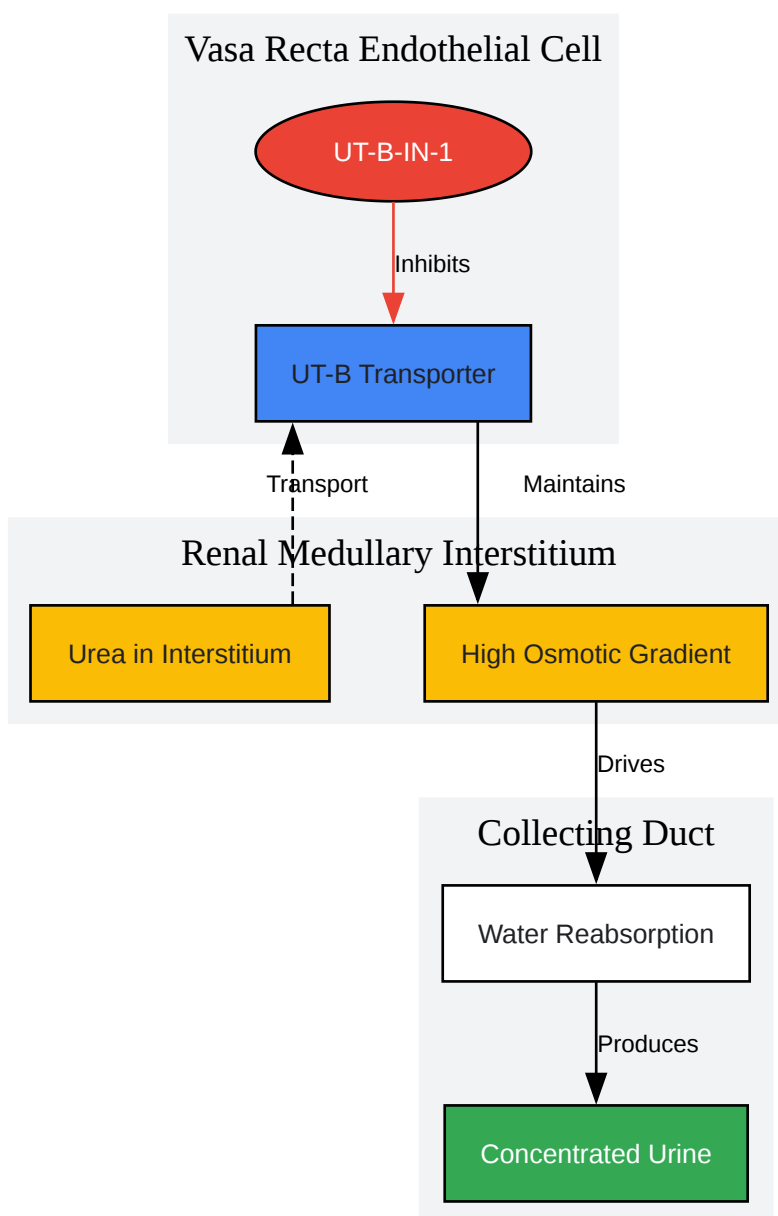 Vasa Recta Endothelial Cell
UT-B-IN-1
Inhibits
UT-B Transporter
Transport
Maintains
Renal Medullary Interstitium
Urea in Interstitium
High Osmotic Gradient
Drives
Collecting Duct
Water Reabsorption
Produces
Concentrated Urine